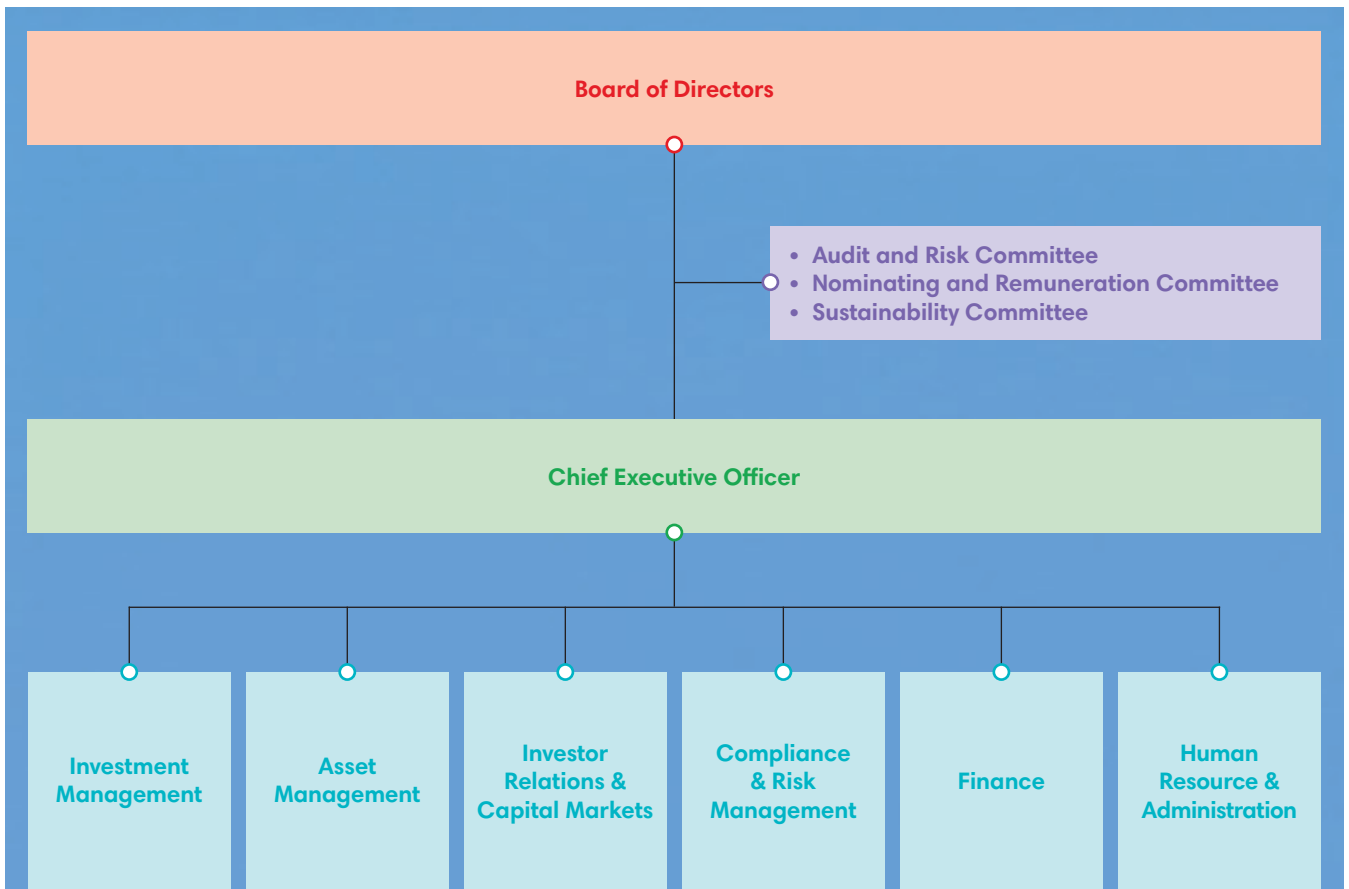 Board of Directors
• Audit and Risk Committee
• Nominating and Remuneration Committee
• Sustainability Committee
Chief Executive Officer
Investment
Management
Asset
Management
Investor
Relations &
Capital Markets
Compliance
& Risk
Management
Finance
Human
Resource &
Administration